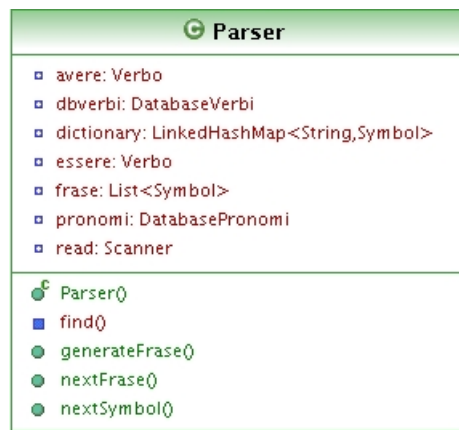 C Parser
avere: Verbo
dbverbi: DatabaseVerbi
dictionary: LinkedHashMap<String,Symbol>
essere: Verbo
frase: List<Symbol>
pronomi: DatabasePronomi
read: Scanner
C Parser()
find()
generateFrase()
nextFrase()
nextSymbol()